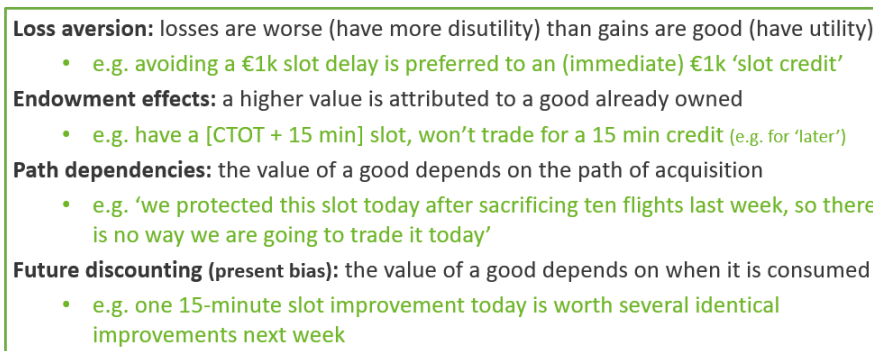 Loss aversion: losses are worse (have more disutility) than gains are good (have utility)
• e.g. avoiding a €1k slot delay is preferred to an (immediate) €1k ‘slot credit’
Endowment effects: a higher value is attributed to a good already owned
• e.g. have a [CTOT + 15 min] slot, won’t trade for a 15 min credit (e.g. for ‘later’)
Path dependencies: the value of a good depends on the path of acquisition
• e.g. ‘we protected this slot today after sacrificing ten flights last week, so there
is no way we are going to trade it today’
Future discounting (present bias): the value of a good depends on when it is consumed
• e.g. one 15-minute slot improvement today is worth several identical
improvements next week